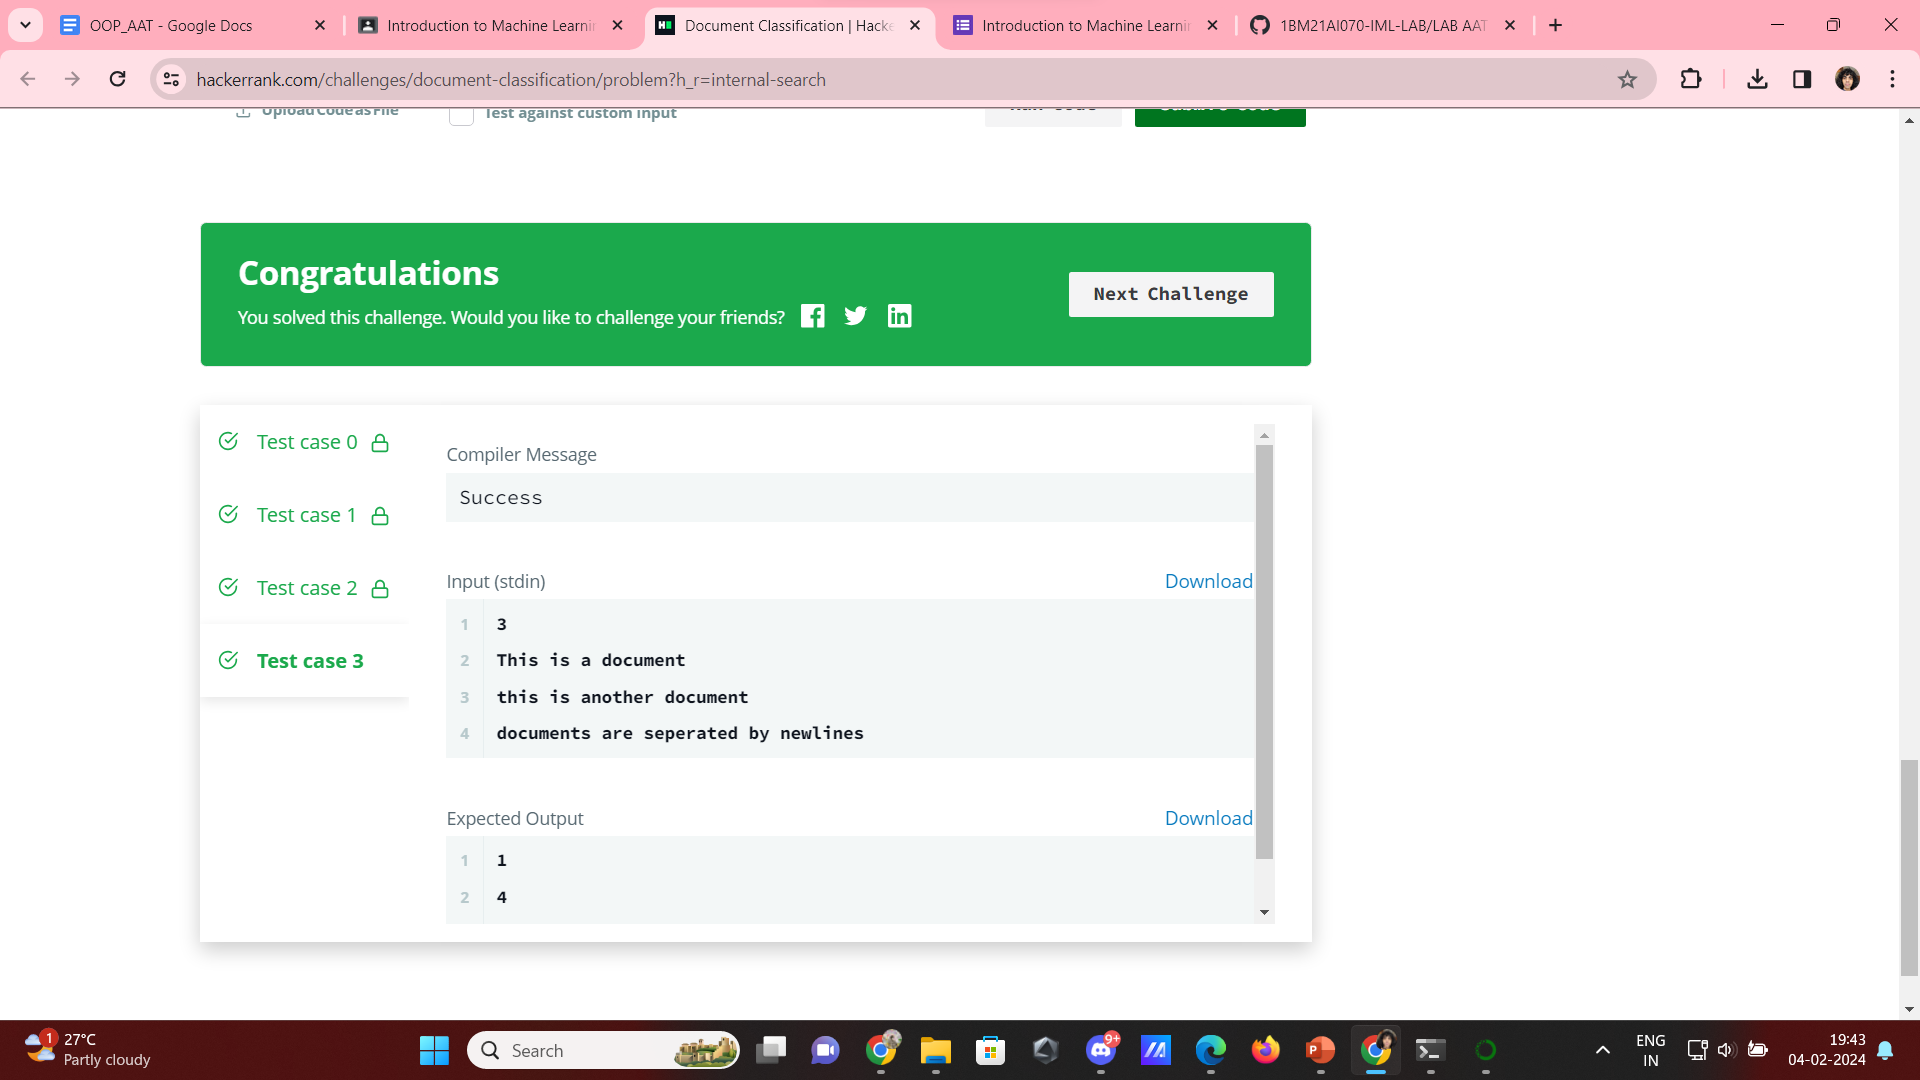 OOP_AAT - Google Docs
Introduction to Machine Learnin
Document Classification | Hacke
Introduction to Machine Learnin
1BM21AI070-IML-LAB/LAB AAT
hackerrank.com/challenges/document-classification/problem?h_r=internal-search
Upload Code as File
Test against custom input
Congratulations
You solved this challenge. Would you like to challenge your friends?
Next Challenge
Test case 0
Test case 1
Test case 2
Test case 3
Compiler Message
Success
Input (stdin)
Download
1 3
2 This is a document
3 this is another document
4 documents are seperated by newlines
Expected Output
Download
1 1
2 4
1
27°C
Partly cloudy
Search
9+
ENG
IN
19:43
04-02-2024